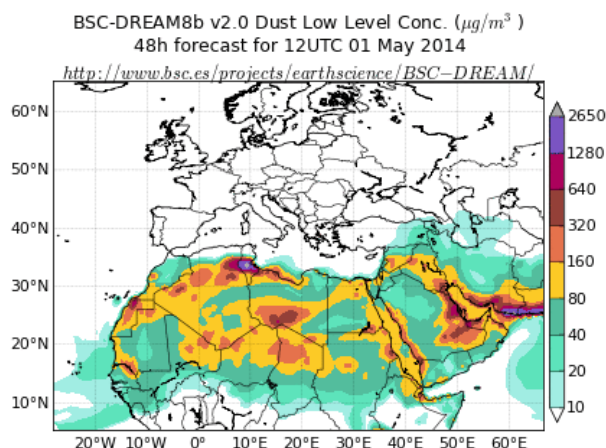 BSC-DREAM8b v2.0 Dust Low Level Conc. (μg/m³ )
48h forecast for 12UTC 01 May 2014
http://www.bsc.es/projects/earthscience/BSC−DREAM/
60°N
50°N
40°N
30°N
20°N
10°N
20°W 10°W 0° 10°E 20°E 30°E 40°E 50°E 60°E
2650
1280
640
320
160
80
40
20
10